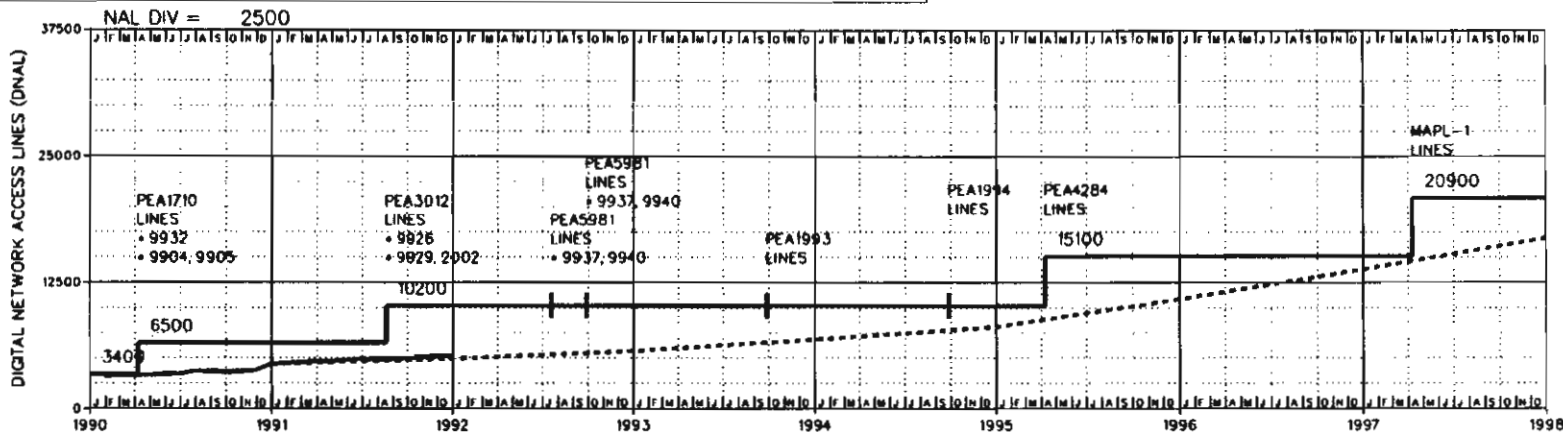 NAL DIV = 2500
DIGITAL NETWORK ACCESS LINES (DNAL)
37500
J F M A M J J A S O N D J F M A M J J A S O N D J F M A M J J A S O N D J F M A M J J A S O N D J F M A M J J A S O N D J F M A M J J A S O N D J F M A M J J A S O N D J F M A M J J A S O N D
25000
12500
0
PEA1710
LINES
• 9932
• 9904, 9905
PEA3012
LINES
• 9926
• 9929, 2002
PEA5981
LINES
• 9937, 9940
PEA5981
LINES
• 9937, 9940
PEA1993
LINES
PEA1994
LINES
PEA4284
LINES
MAPL-1
LINES
3400
6500
10200
15100
20900
J F M A M J J A S O N D J F M A M J J A S O N D J F M A M J J A S O N D J F M A M J J A S O N D J F M A M J J A S O N D J F M A M J J A S O N D J F M A M J J A S O N D J F M A M J J A S O N D
1990 1991 1992 1993 1994 1995 1996 1997 1998